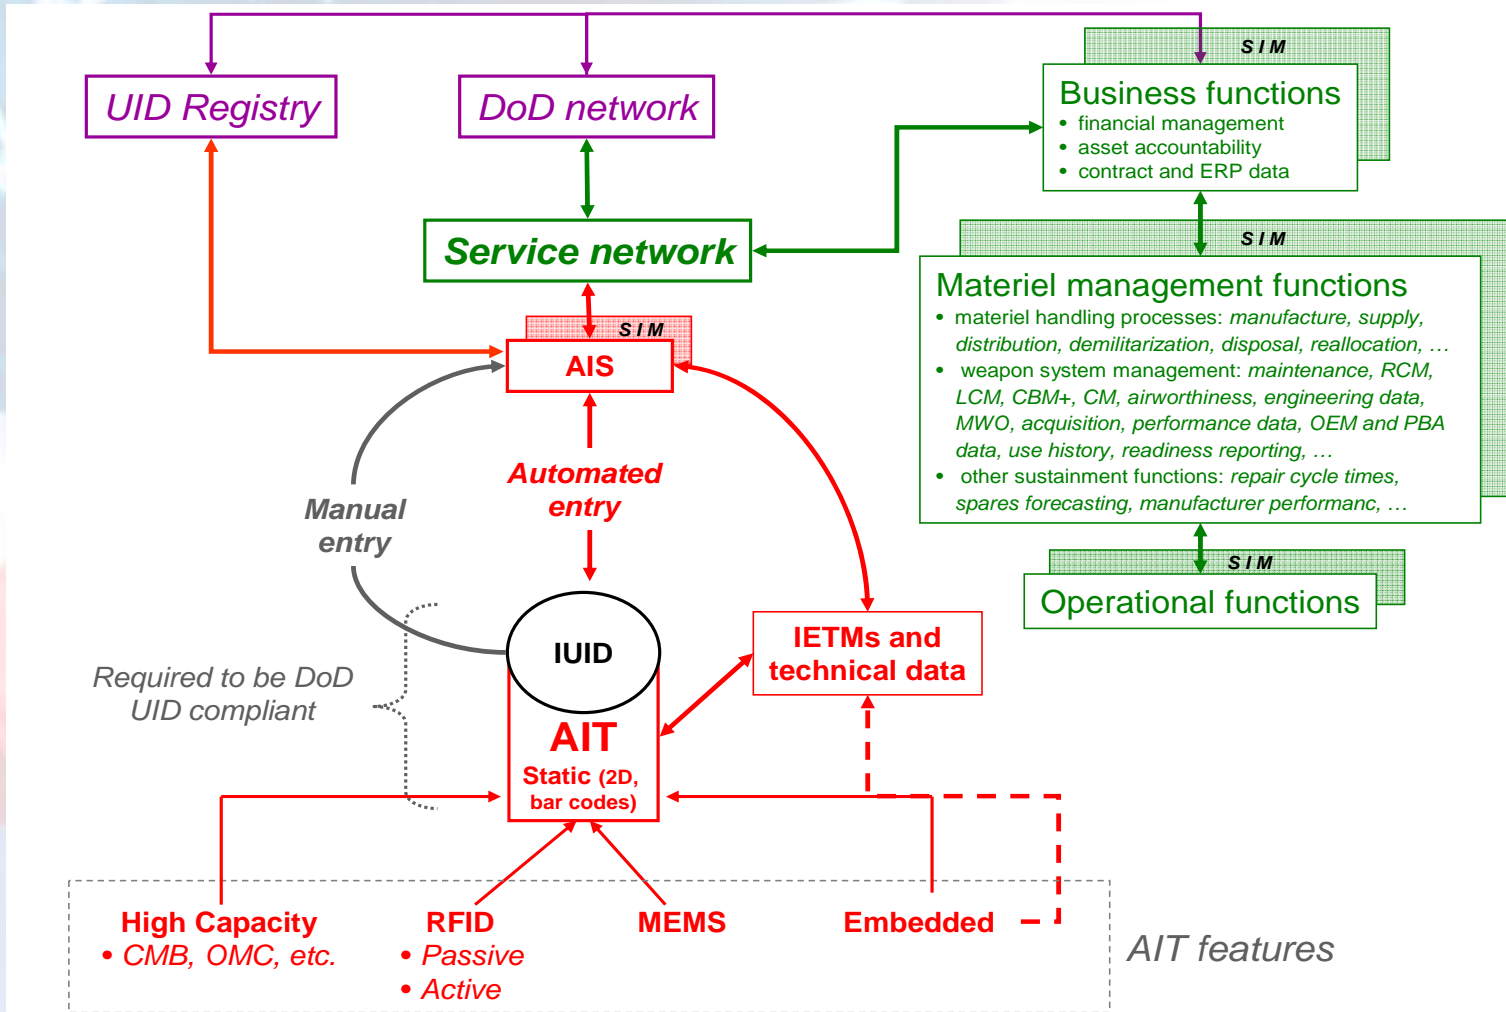 SIM
UID Registry
DoD network
Business functions
• financial management
• asset accountability
• contract and ERP data
Service network
SIM
Materiel management functions
• materiel handling processes: manufacture, supply,
distribution, demilitarization, disposal, reallocation, …
• weapon system management: maintenance, RCM,
LCM, CBM+, CM, airworthiness, engineering data,
MWO, acquisition, performance data, OEM and PBA
data, use history, readiness reporting, …
• other sustainment functions: repair cycle times,
spares forecasting, manufacturer performanc, …
SIM
AIS
Automated
entry
Manual
entry
SIM
Operational functions
IUID
IETMs and
technical data
Required to be DoD
UID compliant
AIT
Static (2D,
bar codes)
High Capacity
• CMB, OMC, etc.
RFID
• Passive
• Active
MEMS
Embedded
AIT features